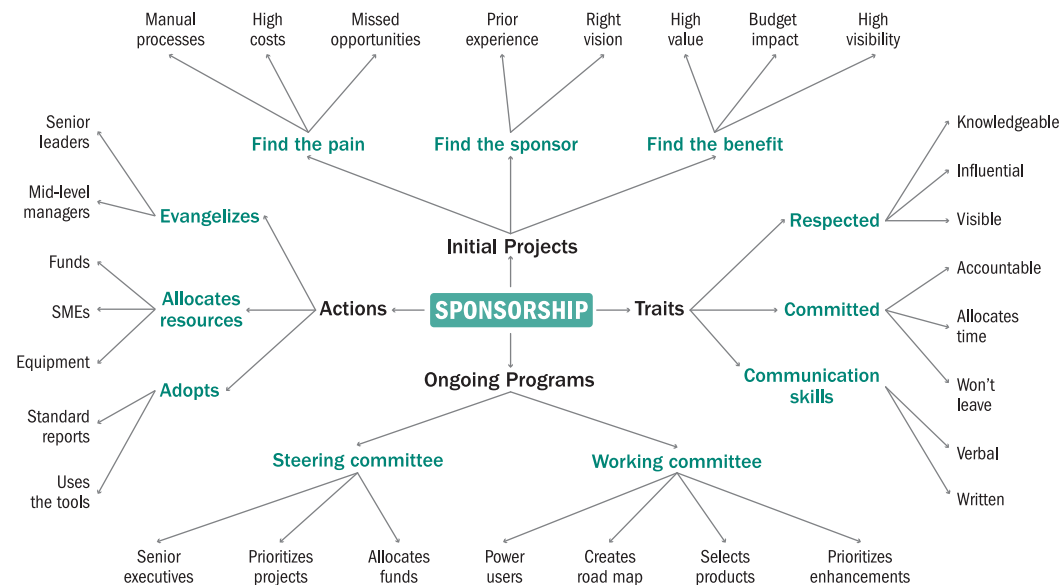 Manual
processes
High
costs
Missed
opportunities
Prior
experience
Right
vision
High
value
Budget
impact
High
visibility
Find the pain
Find the sponsor
Find the benefit
Initial Projects
SPONSORSHIP
Actions
Evangelizes
Senior
leaders
Mid-level
managers
Allocates
resources
Funds
SMEs
Equipment
Adopts
Standard
reports
Uses
the tools
Traits
Respected
Knowledgeable
Influential
Visible
Committed
Accountable
Allocates
time
Won't
leave
Communication
skills
Verbal
Written
Ongoing Programs
Steering committee
Senior
executives
Prioritizes
projects
Allocates
funds
Working committee
Power
users
Creates
road map
Selects
products
Prioritizes
enhancements